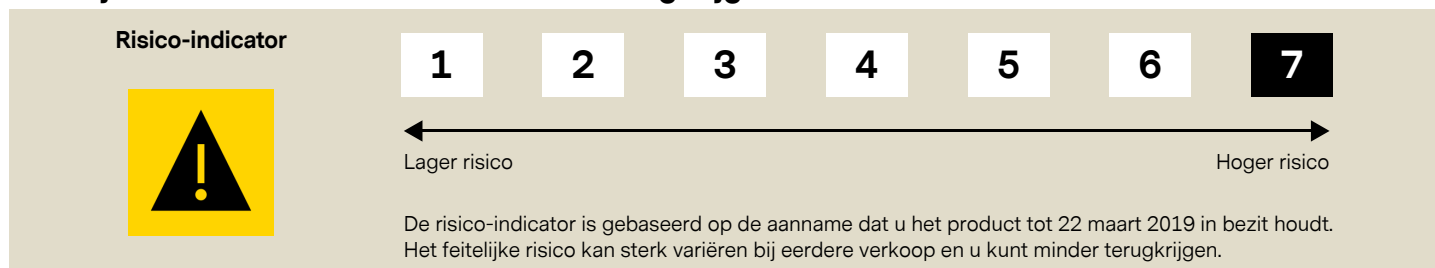 Risico-indicator
1 2 3 4 5 6 7
Lager risico Hoger risico
De risico-indicator is gebaseerd op de aanname dat u het product tot 22 maart 2019 in bezit houdt.
Het feitelijke risico kan sterk variëren bij eerdere verkoop en u kunt minder terugkrijgen.